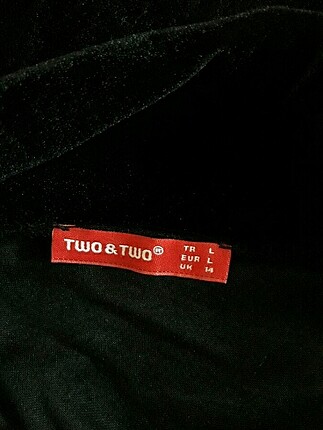 TWO & TWO®
TR L
EUR L
UK 14